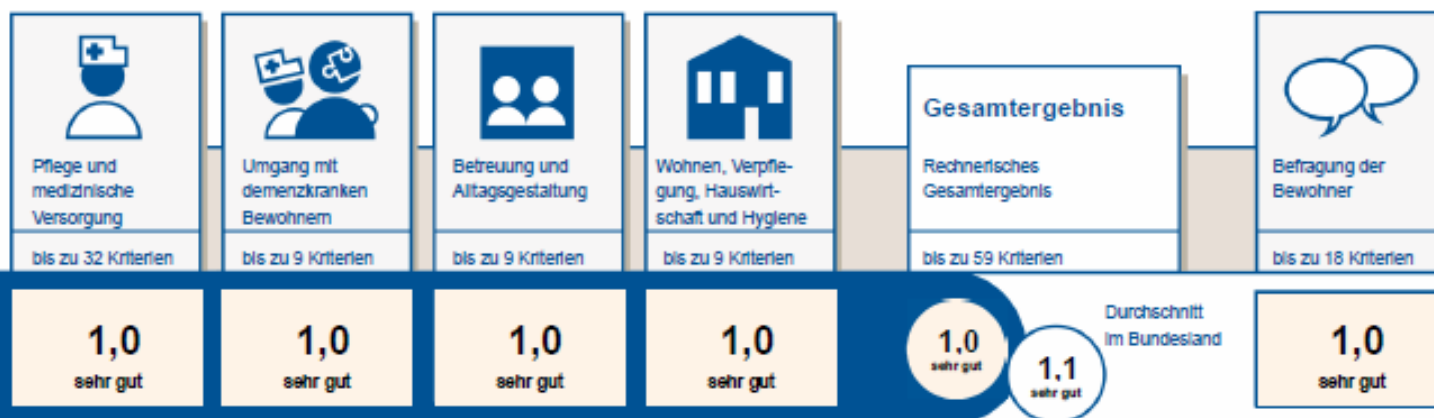 Pflege und
medizinische
Versorgung
bis zu 32 Kriterien
1,0
sehr gut
Umgang mit
demenzkranken
Bewohnern
bis zu 9 Kriterien
1,0
sehr gut
Betreuung und
Alltagsgestaltung
bis zu 9 Kriterien
1,0
sehr gut
Wohnen, Verpfle-
gung, Hauswirt-
schaft und Hygiene
bis zu 9 Kriterien
1,0
sehr gut
Gesamtergebnis
Rechnerisches
Gesamtergebnis
bis zu 59 Kriterien
1,0
sehr gut
1,1
sehr gut
Durchschnitt
im Bundesland
Befragung der
Bewohner
bis zu 18 Kriterien
1,0
sehr gut